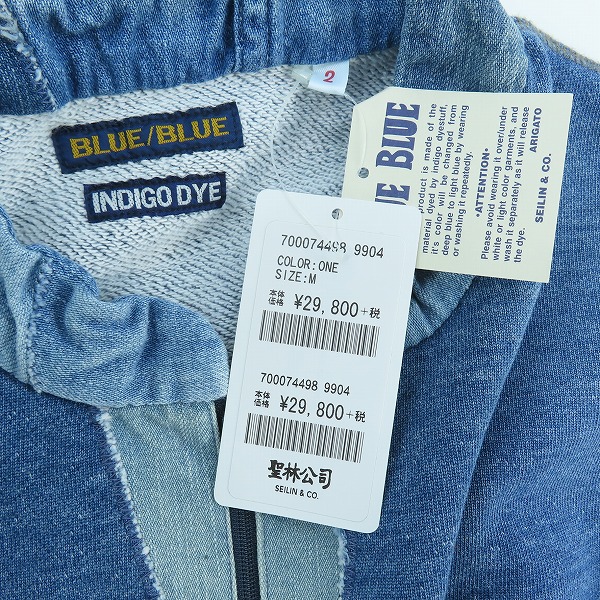 BLUE/BLUE
INDIGO DYE
2
BLUE BLUE
product is made of the
material dyed by indigo dyestuff,
it's color will be changed from
deep blue to light blue by wearing
or washing it repeatedly.
•ATTENTION•
Please avoid wearing it over/under
white or light color garments, and
wash it separately as it will release
the dye.
ARIGATO
SEILIN & CO.
700074498 9904
COLOR:ONE
SIZE:M
本体価格 ¥29,800+税
700074498 9904
本体価格 ¥29,800+税
聖林公司
SEILIN & CO.